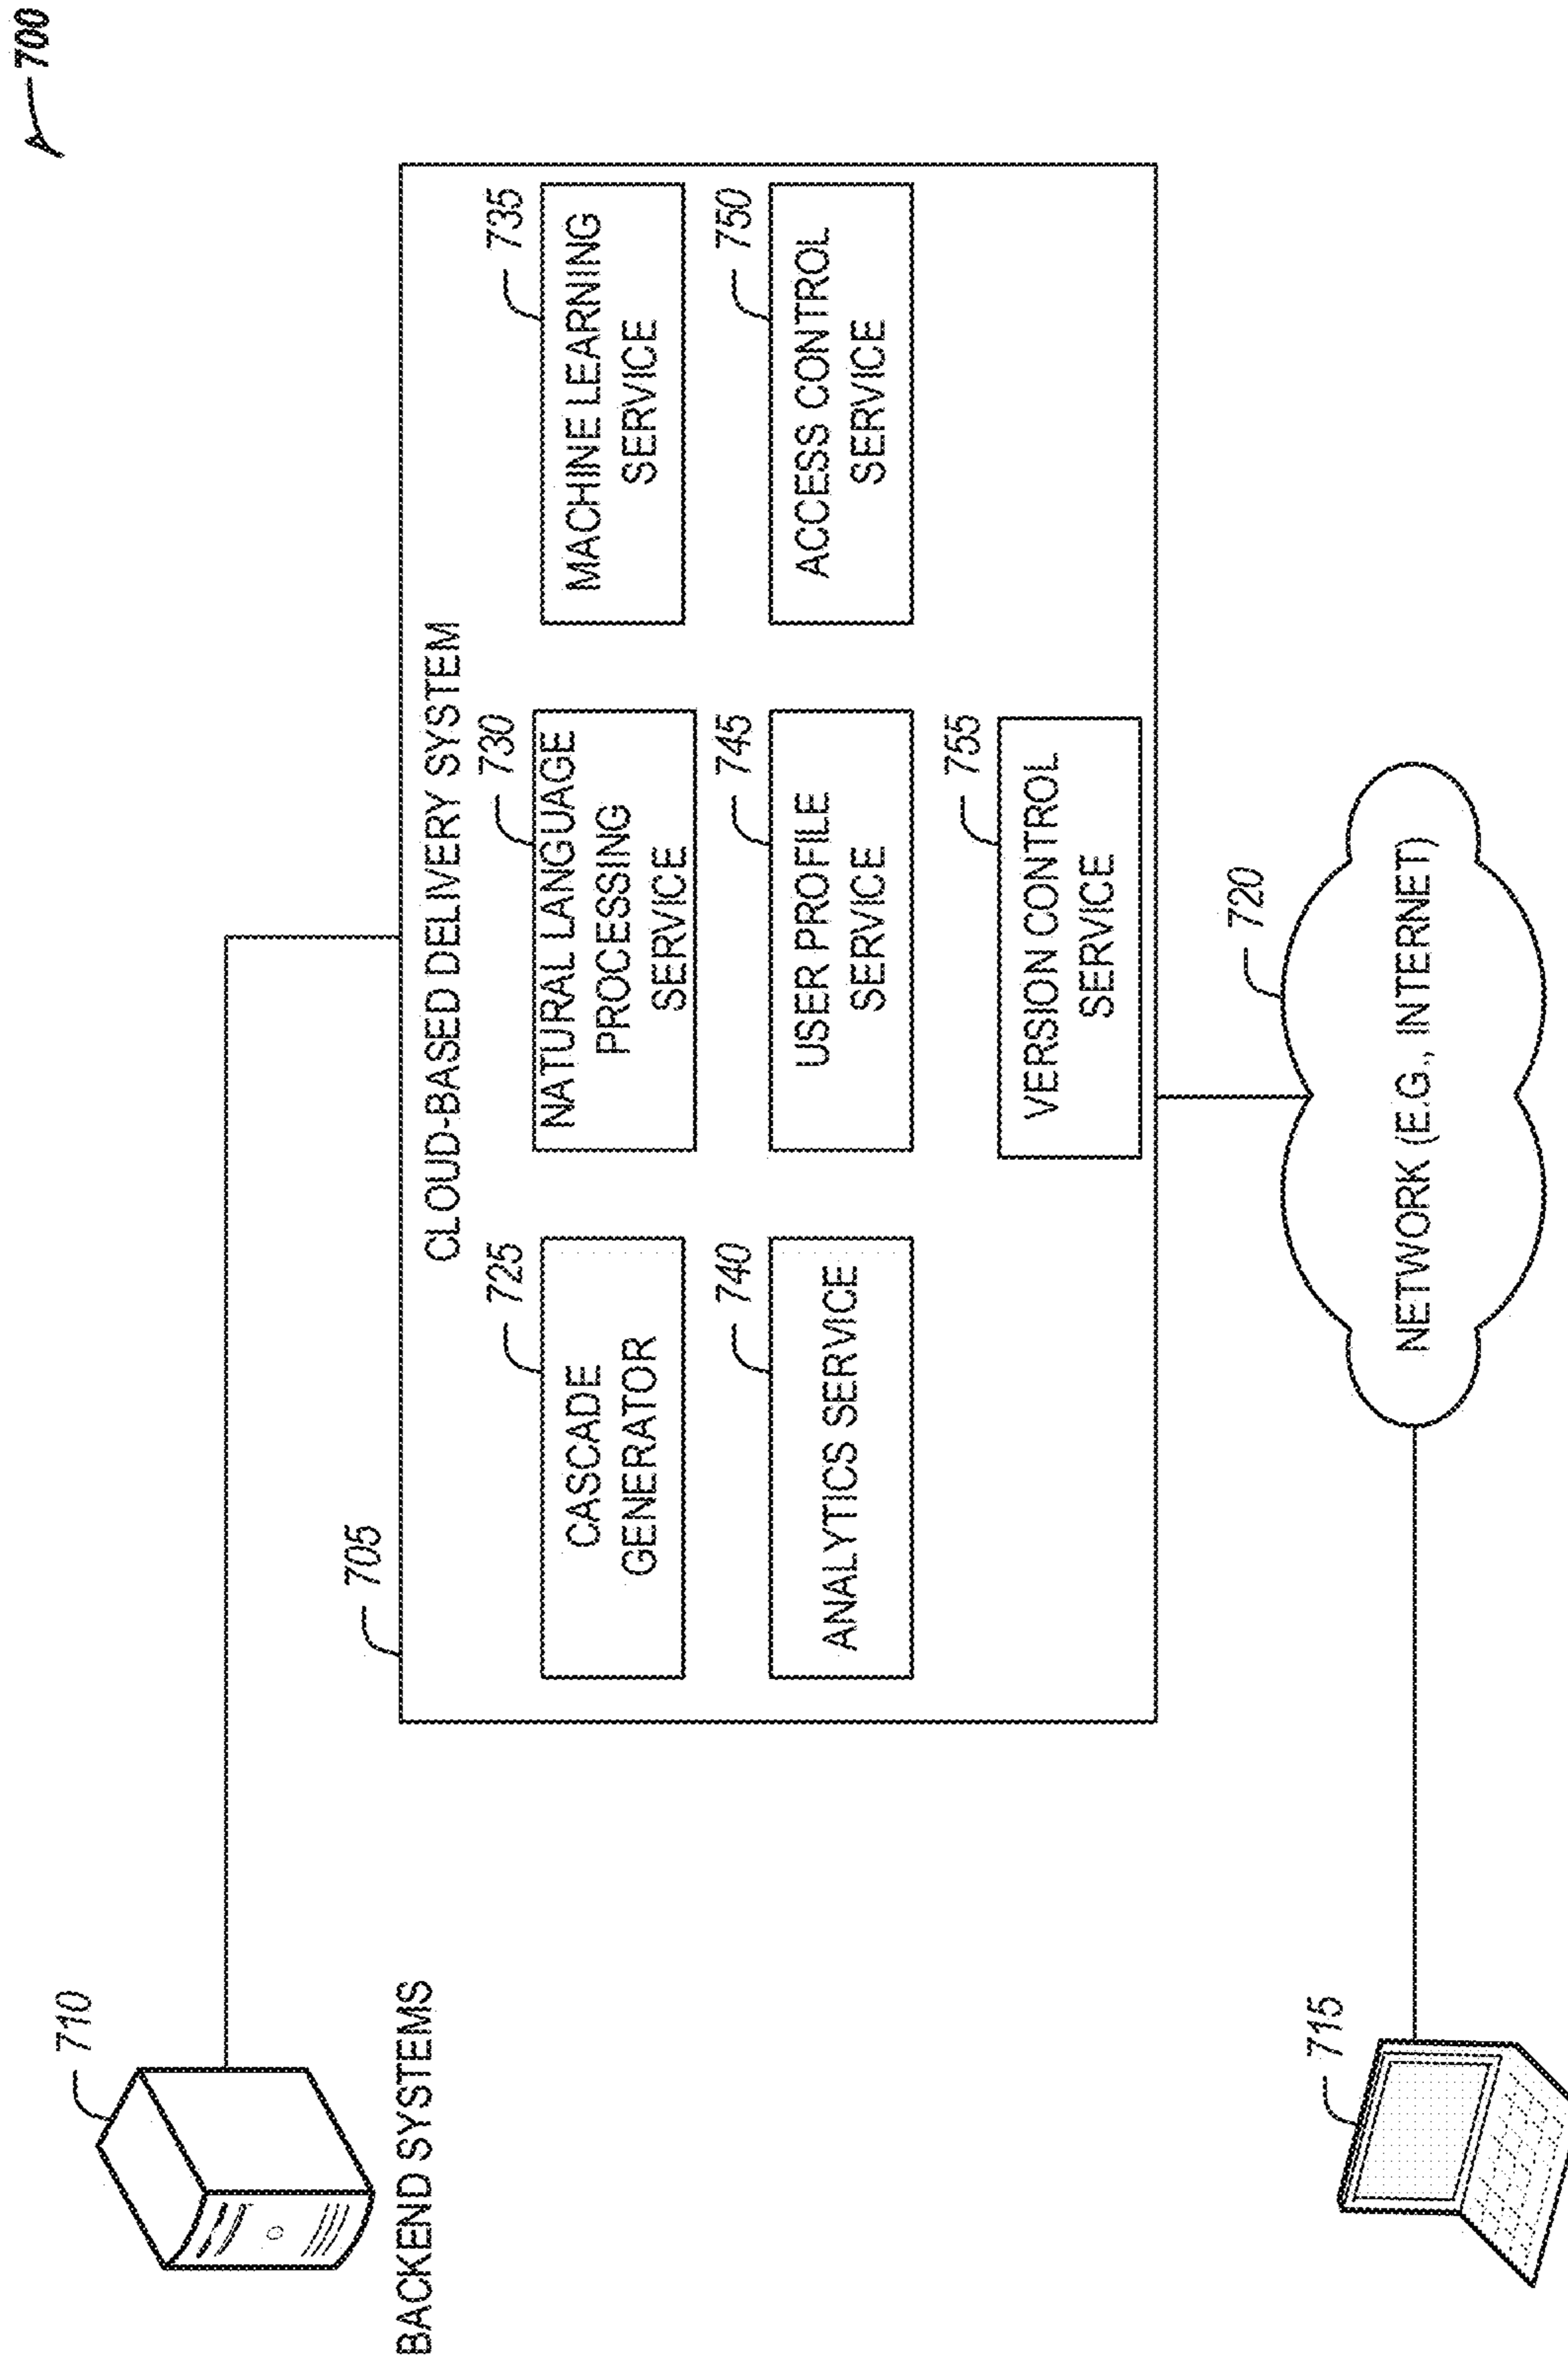 700
710
BACKEND SYSTEMS
705
CLOUD-BASED DELIVERY SYSTEM
725
CASCADE
GENERATOR
730
NATURAL LANGUAGE
PROCESSING
SERVICE
735
MACHINE LEARNING
SERVICE
740
ANALYTICS SERVICE
745
USER PROFILE
SERVICE
750
ACCESS CONTROL
SERVICE
755
VERSION CONTROL
SERVICE
715
720
NETWORK (E.G., INTERNET)